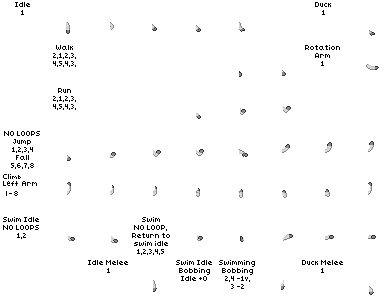 Idle
1
Duck
1
Walk
2,1,2,3,
4,5,4,3,
Rotation
Arm
1
Run
2,1,2,3,
4,5,4,3,
NO LOOPS
Jump
1,2,3,4
Fall
5,6,7,8
Climb
Left Arm
1-8
Swim Idle
NO LOOPS
1,2
Swim
NO LOOP,
Return to
swim idle
1,2,3,4,5
Swim Idle
Bobbing
Idle +0
Swimming
Bobbing
2,4 -1v,
3 -2
Idle Melee
1
Duck Melee
1